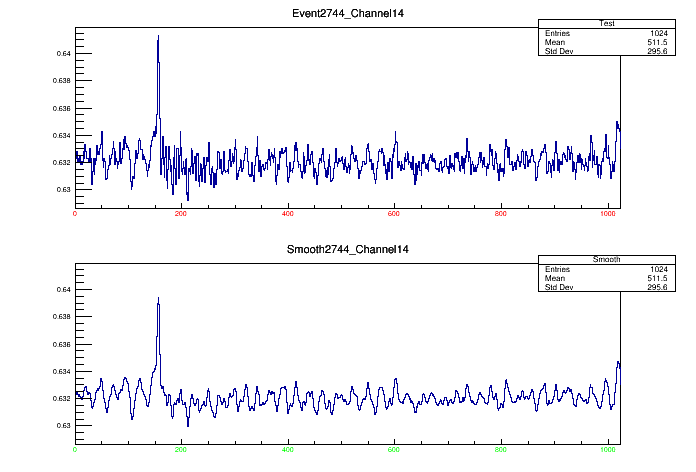 Event2744_Channel14
Test
Entries 1024
Mean 511.5
Std Dev 295.6
0.64
0.638
0.636
0.634
0.632
0.63
0 200 400 600 800 1000
Smooth2744_Channel14
Smooth
Entries 1024
Mean 511.5
Std Dev 295.6
0.64
0.638
0.636
0.634
0.632
0.63
0 200 400 600 800 1000